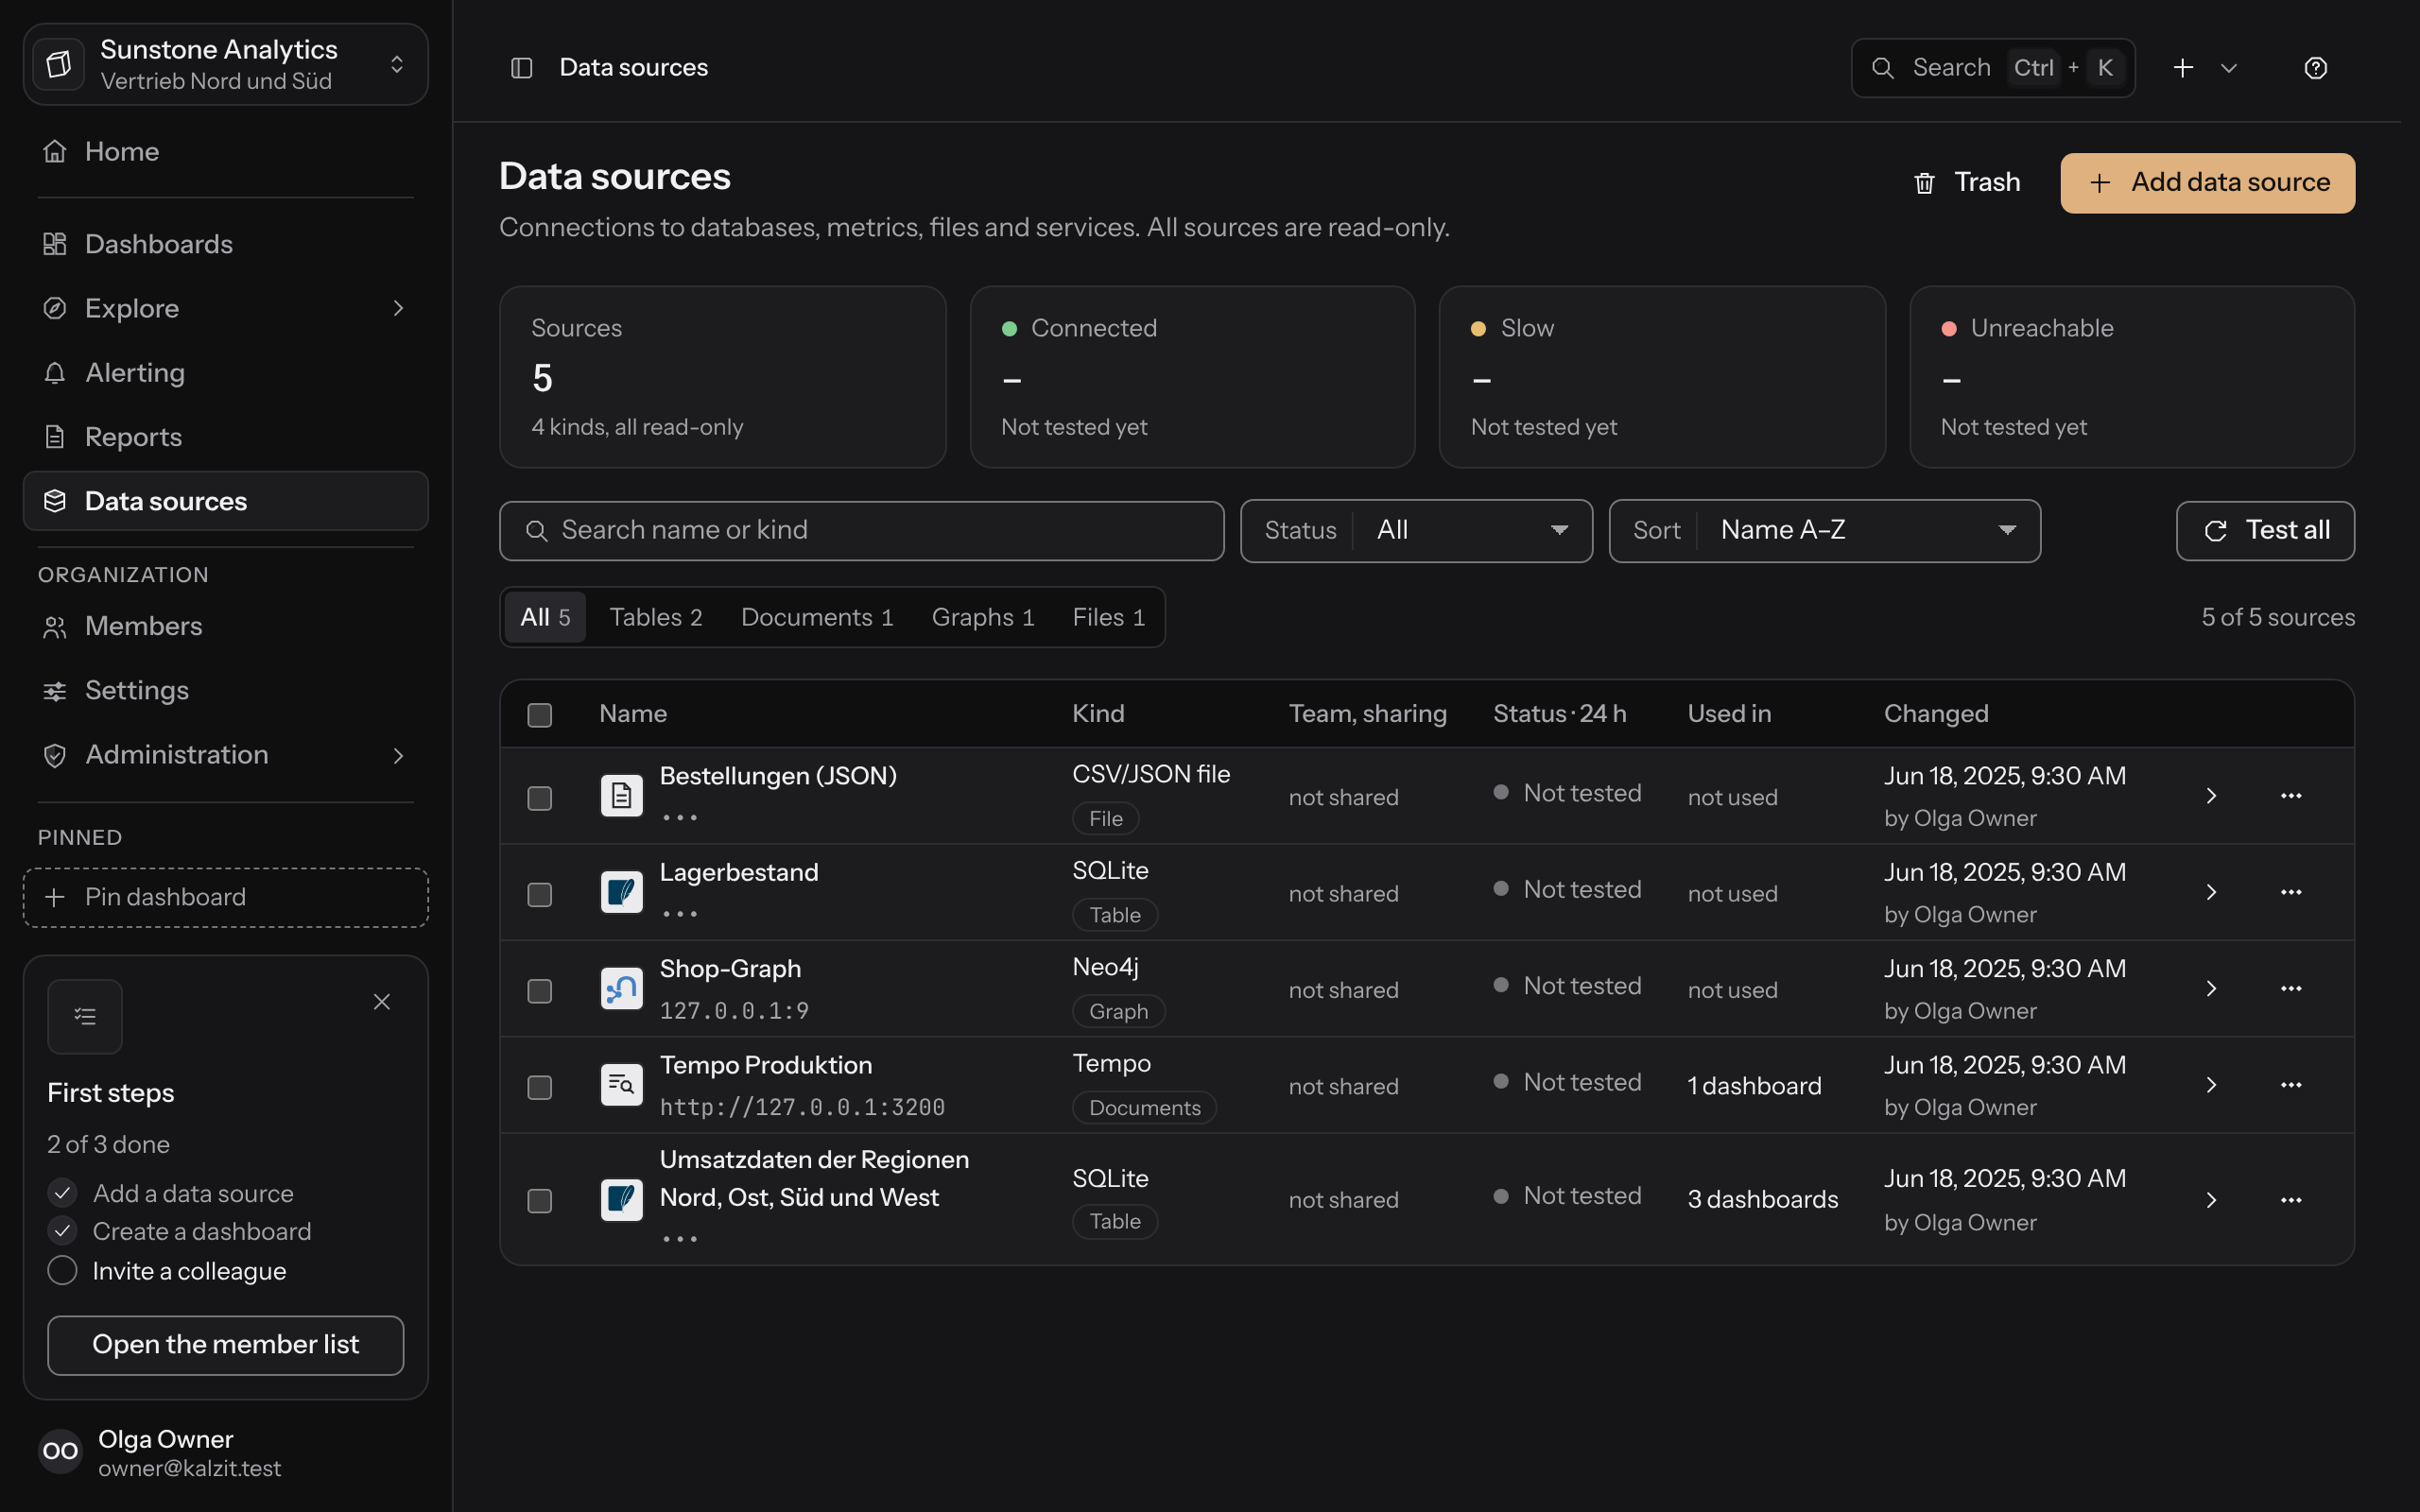 Sunstone Analytics
Vertrieb Nord und Süd
Home
Dashboards
Explore
Alerting
Reports
Data sources
ORGANIZATION
Members
Settings
Administration
PINNED
Pin dashboard
First steps
2 of 3 done
Add a data source
Create a dashboard
Invite a colleague
Open the member list
OO
Olga Owner
owner@kalzit.test
Data sources
Search Ctrl + K
Data sources
Connections to databases, metrics, files and services. All sources are read-only.
Trash
Add data source
Sources
5
4 kinds, all read-only
Connected
–
Not tested yet
Slow
–
Not tested yet
Unreachable
–
Not tested yet
Search name or kind
Status All
Sort Name A–Z
Test all
All 5 Tables 2 Documents 1 Graphs 1 Files 1
5 of 5 sources
Name Kind Team, sharing Status · 24 h Used in Changed
Bestellungen (JSON)
...
CSV/JSON file
File
not shared
Not tested
not used
Jun 18, 2025, 9:30 AM
by Olga Owner
Lagerbestand
...
SQLite
Table
not shared
Not tested
not used
Jun 18, 2025, 9:30 AM
by Olga Owner
Shop-Graph
127.0.0.1:9
Neo4j
Graph
not shared
Not tested
not used
Jun 18, 2025, 9:30 AM
by Olga Owner
Tempo Produktion
http://127.0.0.1:3200
Tempo
Documents
not shared
Not tested
1 dashboard
Jun 18, 2025, 9:30 AM
by Olga Owner
Umsatzdaten der Regionen
Nord, Ost, Süd und West
...
SQLite
Table
not shared
Not tested
3 dashboards
Jun 18, 2025, 9:30 AM
by Olga Owner